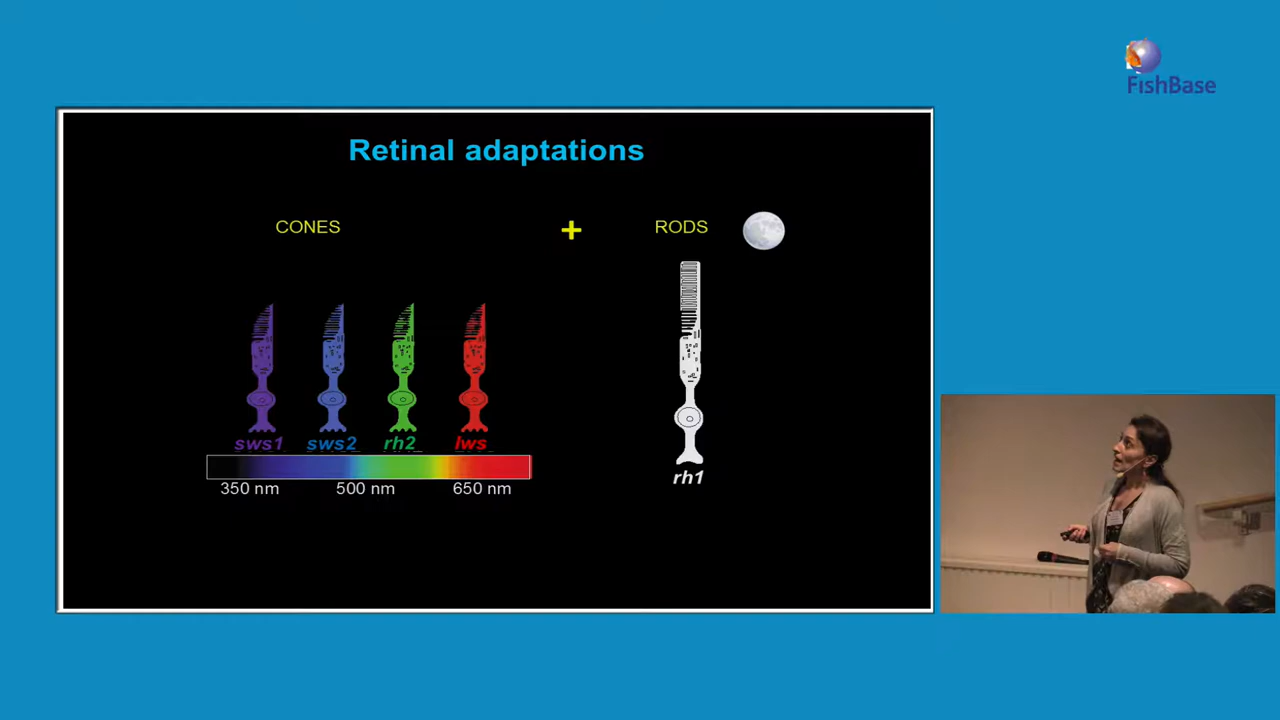 FishBase
Retinal adaptations
CONES + RODS
sws1 sws2 rh2 lws
350 nm 500 nm 650 nm
rh1